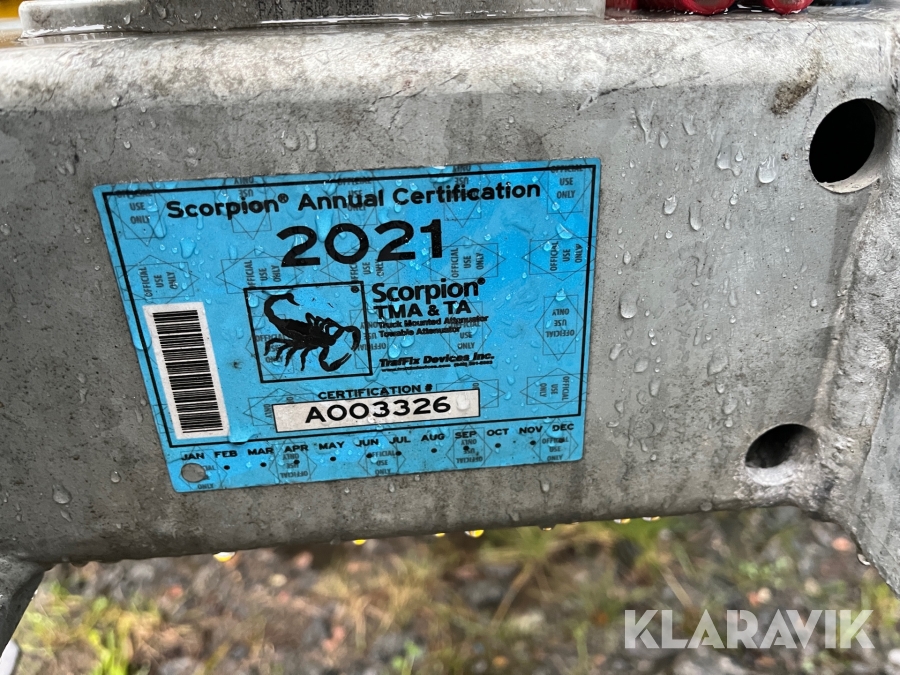 Scorpion® Annual Certification
2021
Scorpion®
TMA & TA
Truck Mounted Attenuator
Towable Attenuator
TrafFix Devices, Inc.
CERTIFICATION #
A003326
JAN FEB MAR APR MAY JUN JUL AUG SEP OCT NOV DEC
OFFICIAL USE ONLY
KLARAVIK